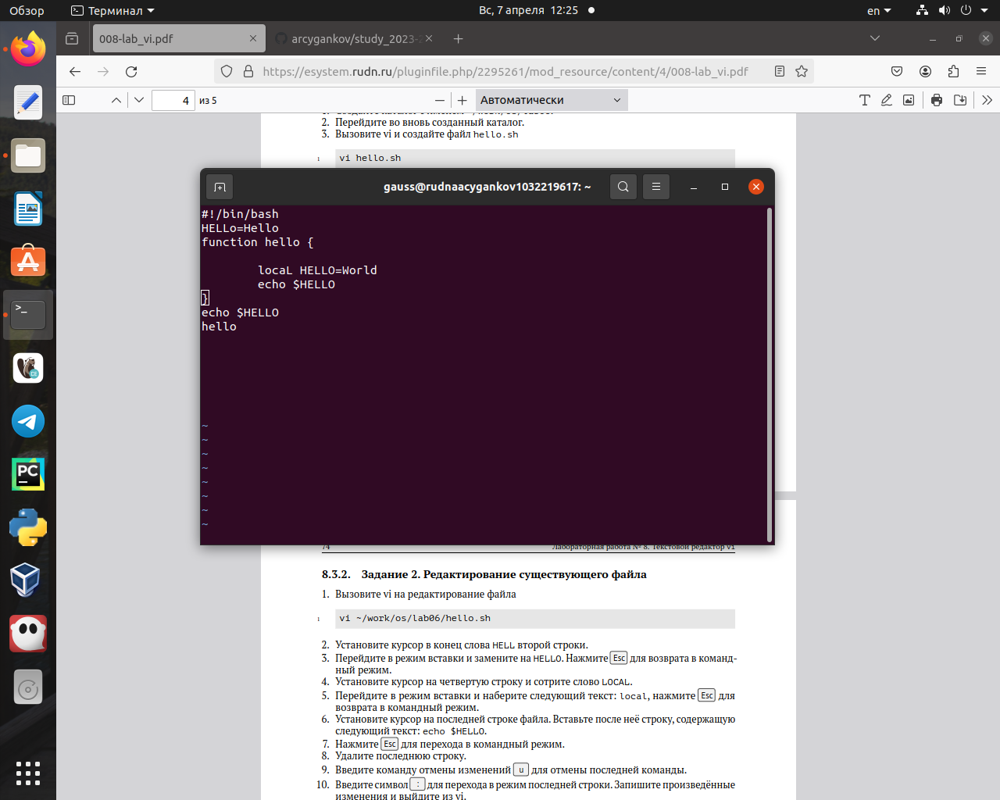 Обзор
Терминал
Вс, 7 апреля 12:25
en
008-lab_vi.pdf
arcygankov/study_2023-2
https://esystem.rudn.ru/pluginfile.php/2295261/mod_resource/content/4/008-lab_vi.pdf
4 из 5
Автоматически
2. Перейдите во вновь созданный каталог.
3. Вызовите vi и создайте файл hello.sh
1 vi hello.sh
gauss@rudnaacygankov1032219617: ~
#!/bin/bash
HELLo=Hello
function hello {
locaL HELLO=World
echo $HELLO
}
echo $HELLO
hello
~
~
~
~
~
~
~
~
74 Лабораторная работа № 8. Текстовой редактор vi
8.3.2. Задание 2. Редактирование существующего файла
1. Вызовите vi на редактирование файла
1 vi ~/work/os/lab06/hello.sh
2. Установите курсор в конец слова HELL второй строки.
3. Перейдите в режим вставки и замените на HELLO. Нажмите Esc для возврата в команд-
ный режим.
4. Установите курсор на четвертую строку и сотрите слово LOCAL.
5. Перейдите в режим вставки и наберите следующий текст: local, нажмите Esc для
возврата в командный режим.
6. Установите курсор на последней строке файла. Вставьте после неё строку, содержащую
следующий текст: echo $HELLO.
7. Нажмите Esc для перехода в командный режим.
8. Удалите последнюю строку.
9. Введите команду отмены изменений u для отмены последней команды.
10. Введите символ : для перехода в режим последней строки. Запишите произведённые
изменения и выйдите из vi.
PC
CE
>_